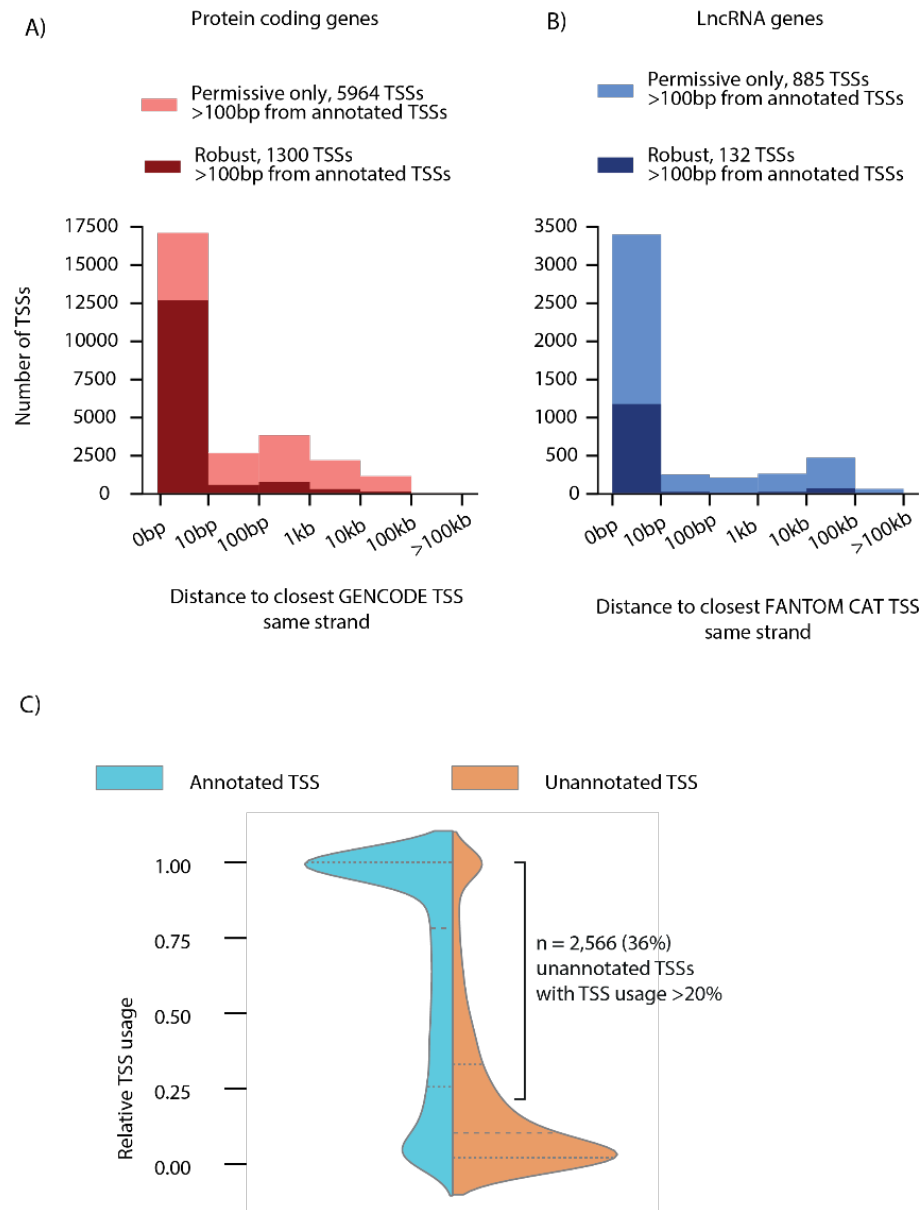 A)
Protein coding genes
Permissive only, 5964 TSSs
>100bp from annotated TSSs
Robust, 1300 TSSs
>100bp from annotated TSSs
17500
15000
12500
10000
7500
5000
2500
0
Number of TSSs
0bp
10bp
100bp
1kb
10kb
100kb
>100kb
Distance to closest GENCODE TSS
same strand
B)
LncRNA genes
Permissive only, 885 TSSs
>100bp from annotated TSSs
Robust, 132 TSSs
>100bp from annotated TSSs
3500
3000
2500
2000
1500
1000
500
0
0bp
10bp
100bp
1kb
10kb
100kb
>100kb
Distance to closest FANTOM CAT TSS
same strand
C)
Annotated TSS
Unannotated TSS
1.00
0.75
0.50
0.25
0.00
Relative TSS usage
n = 2,566 (36%)
unannotated TSSs
with TSS usage >20%